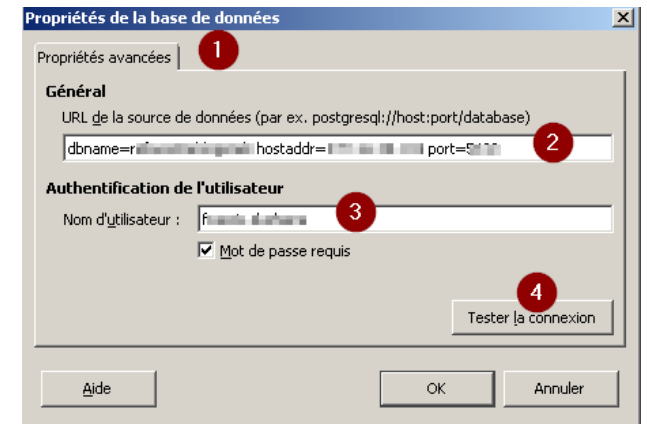 Propriétés de la base de données
Propriétés avancées
1
Général
URL de la source de données (par ex. postgresql://host:port/database)
dbname= hostaddr= port=
2
Authentification de l'utilisateur
Nom d'utilisateur :
3
Mot de passe requis
4
Tester la connexion
Aide
OK
Annuler